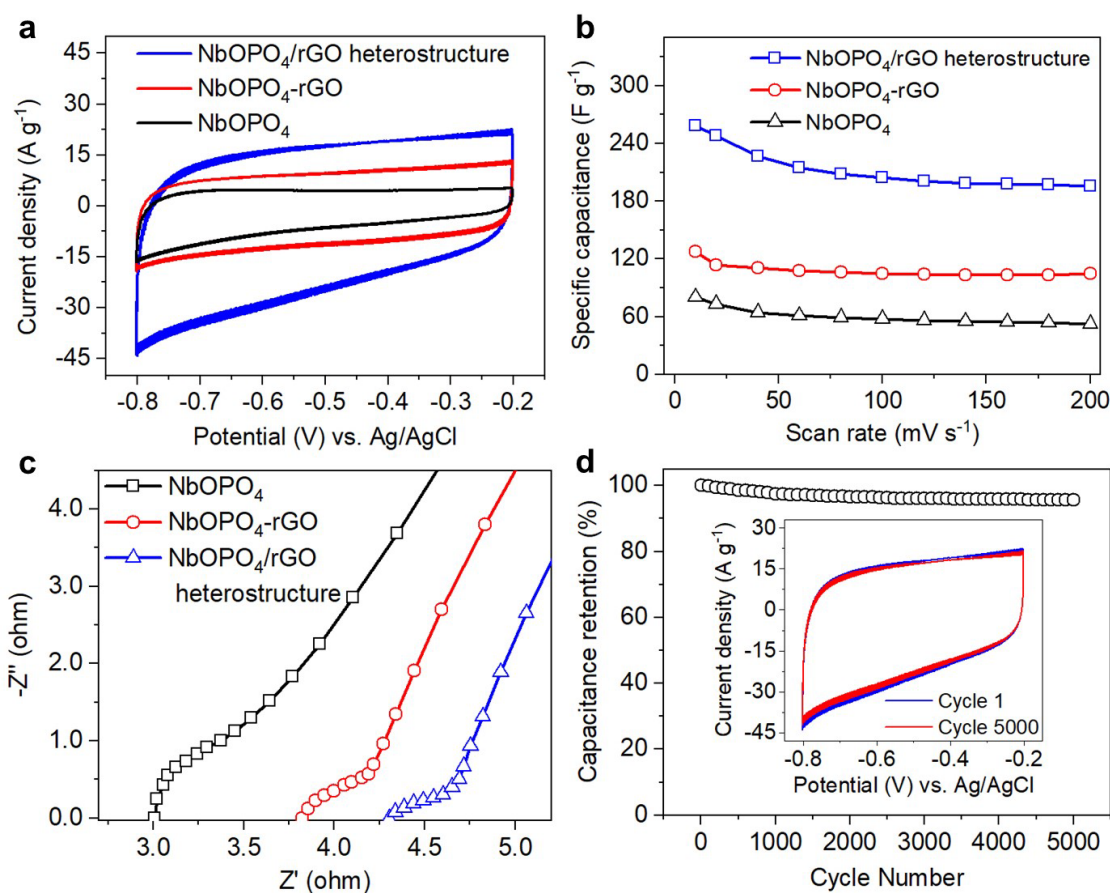 a
NbOPO₄/rGO heterostructure
NbOPO₄-rGO
NbOPO₄
45
30
15
0
-15
-30
-45
Current density (A g⁻¹)
-0.8 -0.7 -0.6 -0.5 -0.4 -0.3 -0.2
Potential (V) vs. Ag/AgCl
b
NbOPO₄/rGO heterostructure
NbOPO₄-rGO
NbOPO₄
300
240
180
120
60
0
Specific capacitance (F g⁻¹)
0 50 100 150 200
Scan rate (mV s⁻¹)
c
NbOPO₄
NbOPO₄-rGO
NbOPO₄/rGO
heterostructure
4.0
3.0
2.0
1.0
0.0
-Z'' (ohm)
3.0 3.5 4.0 4.5 5.0
Z' (ohm)
d
100
80
60
40
20
0
Capacitance retention (%)
30
15
0
-15
-30
-45
Current density (A g⁻¹)
Cycle 1
Cycle 5000
-0.8 -0.6 -0.4 -0.2
Potential (V) vs. Ag/AgCl
0 1000 2000 3000 4000 5000
Cycle Number